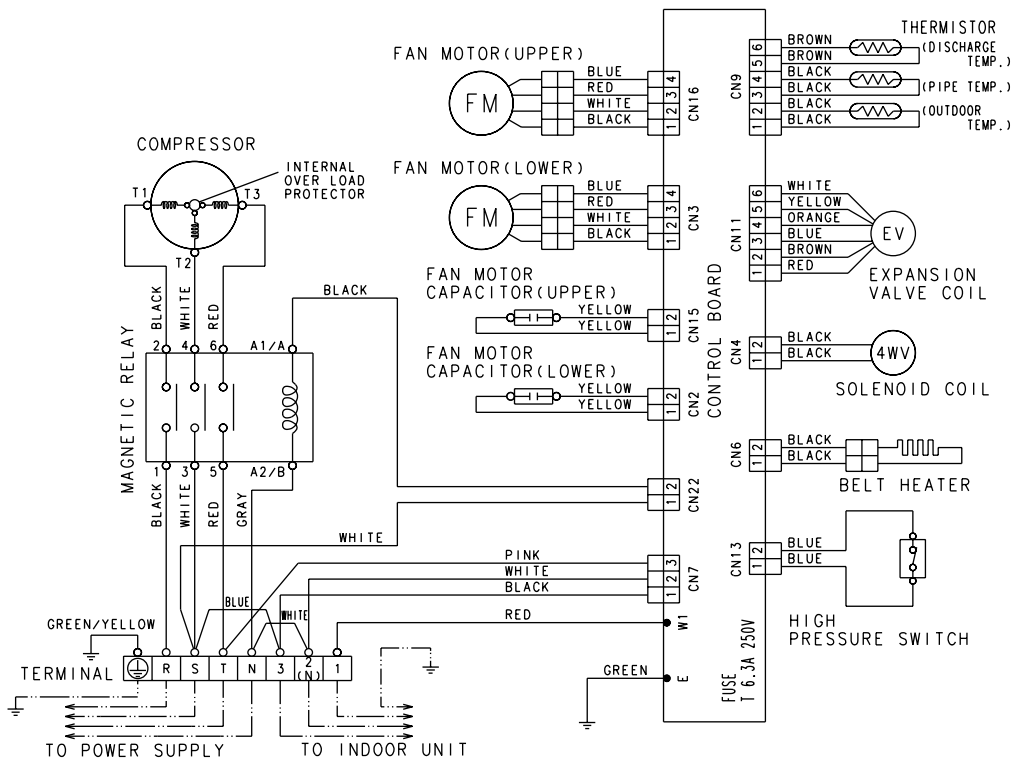 FAN MOTOR(UPPER)
FM
BLUE
RED
WHITE
BLACK
4
3
2
1
CN16
COMPRESSOR
INTERNAL
OVER LOAD
PROTECTOR
T1
T3
T2
FAN MOTOR(LOWER)
FM
BLUE
RED
WHITE
BLACK
4
3
2
1
CN3
FAN MOTOR
CAPACITOR(UPPER)
YELLOW
YELLOW
2
1
CN15
FAN MOTOR
CAPACITOR(LOWER)
YELLOW
YELLOW
2
1
CN2
BLACK
BLACK
WHITE
RED
2
4
6
A1/A
MAGNETIC RELAY
1
3
5
A2/B
BLACK
WHITE
RED
GRAY
WHITE
2
1
CN22
PINK
WHITE
BLACK
3
2
1
CN7
BLUE
WHITE
RED
W1
GREEN
E
GREEN/YELLOW
TERMINAL
R
S
T
N
3
2
(N)
1
TO POWER SUPPLY
TO INDOOR UNIT
CONTROL BOARD
FUSE
T 6.3A 250V
CN9
6
5
4
3
2
1
BROWN
BROWN
BLACK
BLACK
BLACK
BLACK
THERMISTOR
(DISCHARGE
TEMP.)
(PIPE TEMP.)
(OUTDOOR
TEMP.)
CN11
6
5
4
3
2
1
WHITE
YELLOW
ORANGE
BLUE
BROWN
RED
EV
EXPANSION
VALVE COIL
CN4
2
1
BLACK
BLACK
4WV
SOLENOID COIL
CN6
2
1
BLACK
BLACK
BELT HEATER
CN13
2
1
BLUE
BLUE
HIGH
PRESSURE SWITCH